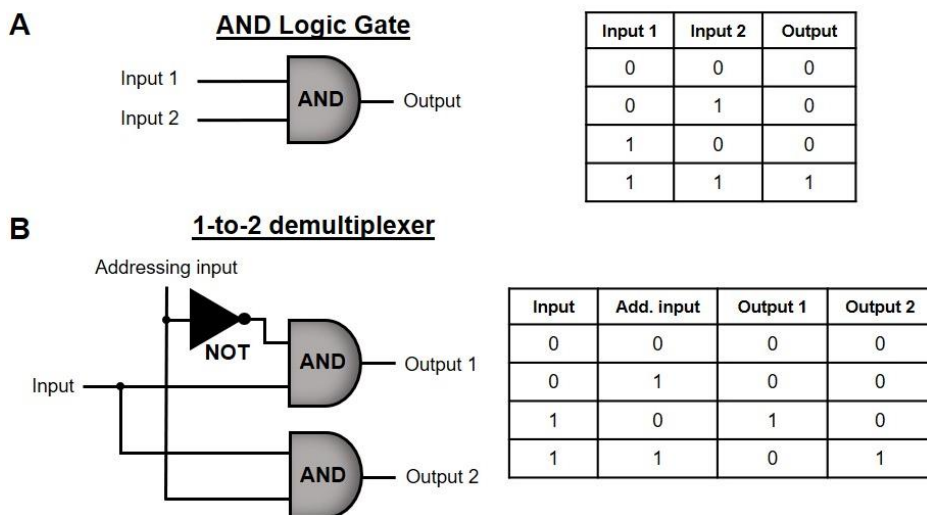 A
AND Logic Gate
Input 1
Input 2
AND
Output
Input 1 Input 2 Output
0 0 0
0 1 0
1 0 0
1 1 1
B
1-to-2 demultiplexer
Addressing input
NOT
AND
Output 1
Input
AND
Output 2
Input Add. input Output 1 Output 2
0 0 0 0
0 1 0 0
1 0 1 0
1 1 0 1